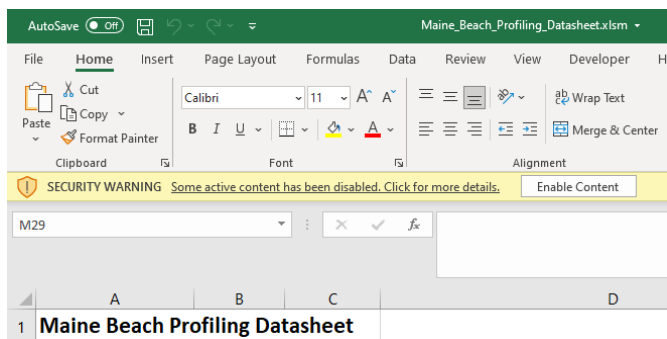 AutoSave Off Maine_Beach_Profiling_Datasheet.xlsm
File Home Insert Page Layout Formulas Data Review View Developer H
Cut
Calibri 11 A^ A˅ ab Wrap Text
Copy
Paste
Format Painter B I U A Merge & Center
Clipboard Font Alignment
SECURITY WARNING Some active content has been disabled. Click for more details. Enable Content
M29 fx
A B C D
1 Maine Beach Profiling Datasheet